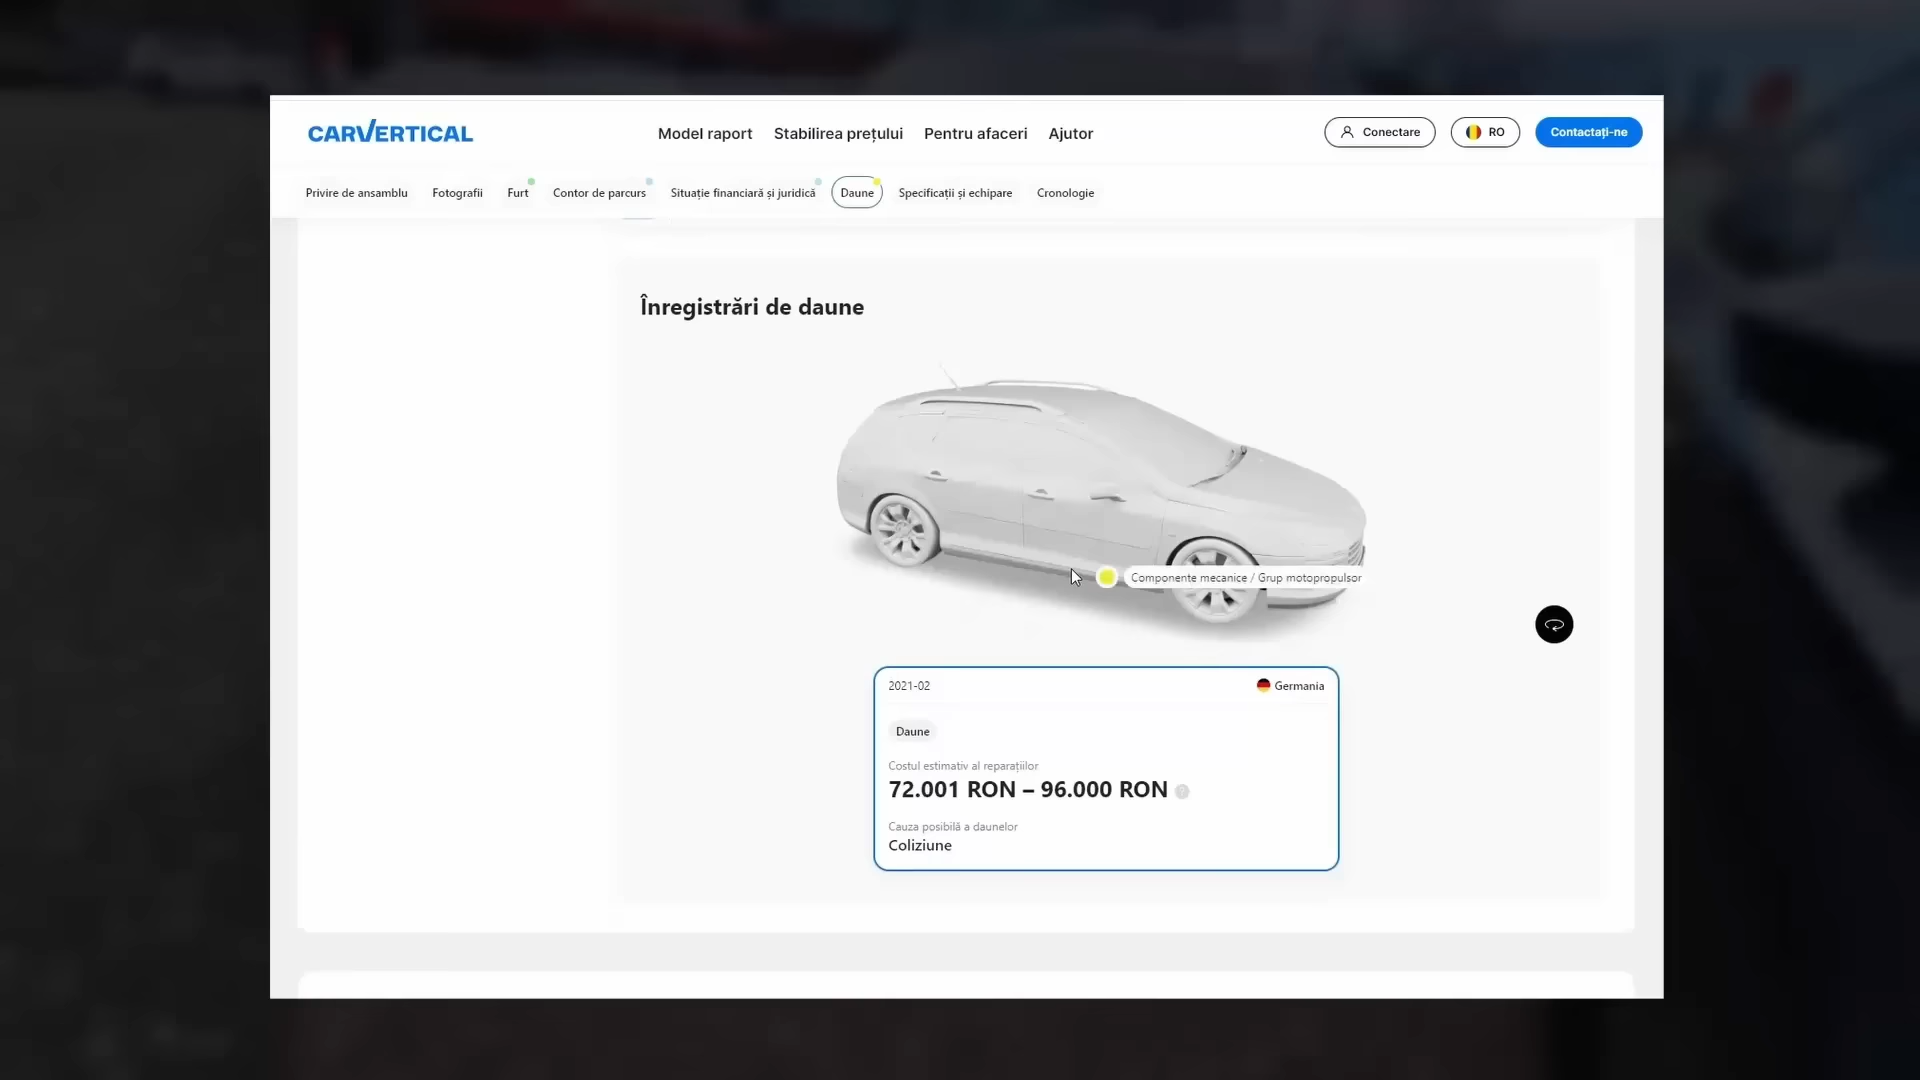 CARVERTICAL
Model raport
Stabilirea prețului
Pentru afaceri
Ajutor
Conectare
RO
Contactați-ne
Privire de ansamblu
Fotografii
Furt
Contor de parcurs
Situație financiară și juridică
Daune
Specificații și echipare
Cronologie
Înregistrări de daune
Componente mecanice / Grup motopropulsor
2021-02
Germania
Daune
Costul estimativ al reparațiilor
72.001 RON – 96.000 RON ?
Cauza posibilă a daunelor
Coliziune